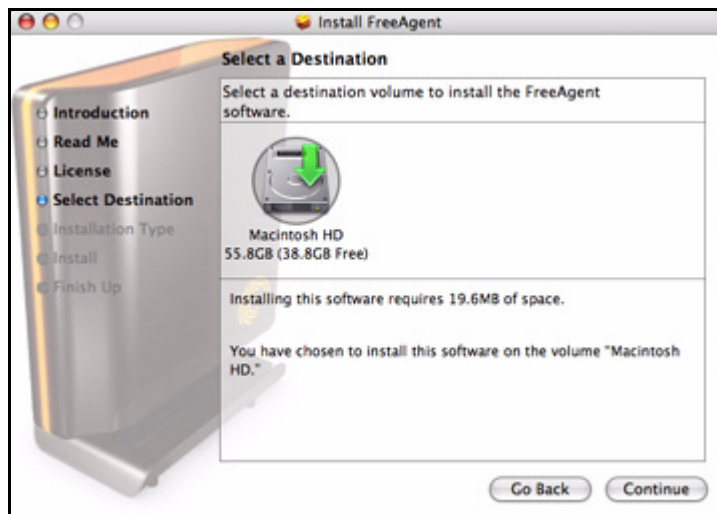 Install FreeAgent
Select a Destination
Introduction
Read Me
License
Select Destination
Installation Type
Install
Finish Up
Select a destination volume to install the FreeAgent
software.
Macintosh HD
55.8GB (38.8GB Free)
Installing this software requires 19.6MB of space.
You have chosen to install this software on the volume "Macintosh
HD."
Go Back
Continue